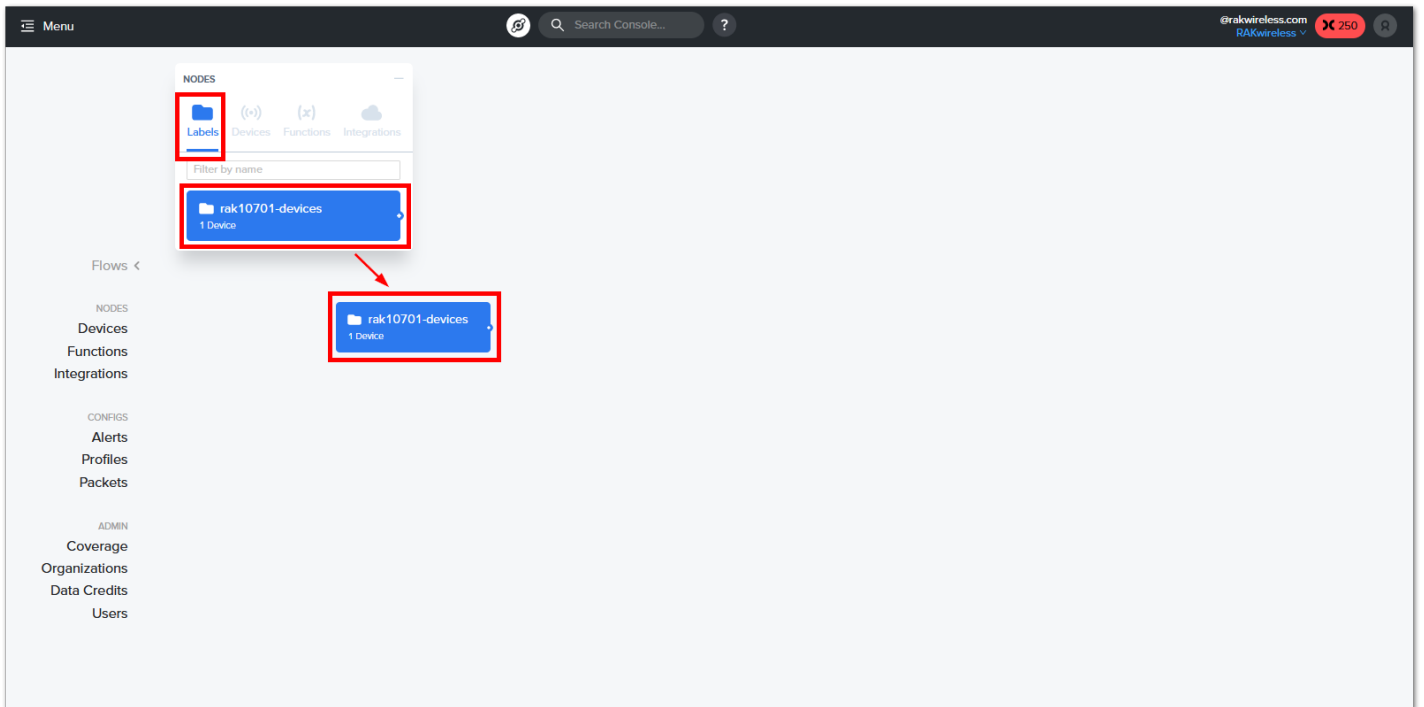 Menu
Search Console...
?
@rakwireless.com
RAKwireless
250
NODES
Labels
Devices
Functions
Integrations
Filter by name
rak10701-devices
1 Device
rak10701-devices
1 Device
Flows
NODES
Devices
Functions
Integrations
CONFIGS
Alerts
Profiles
Packets
ADMIN
Coverage
Organizations
Data Credits
Users